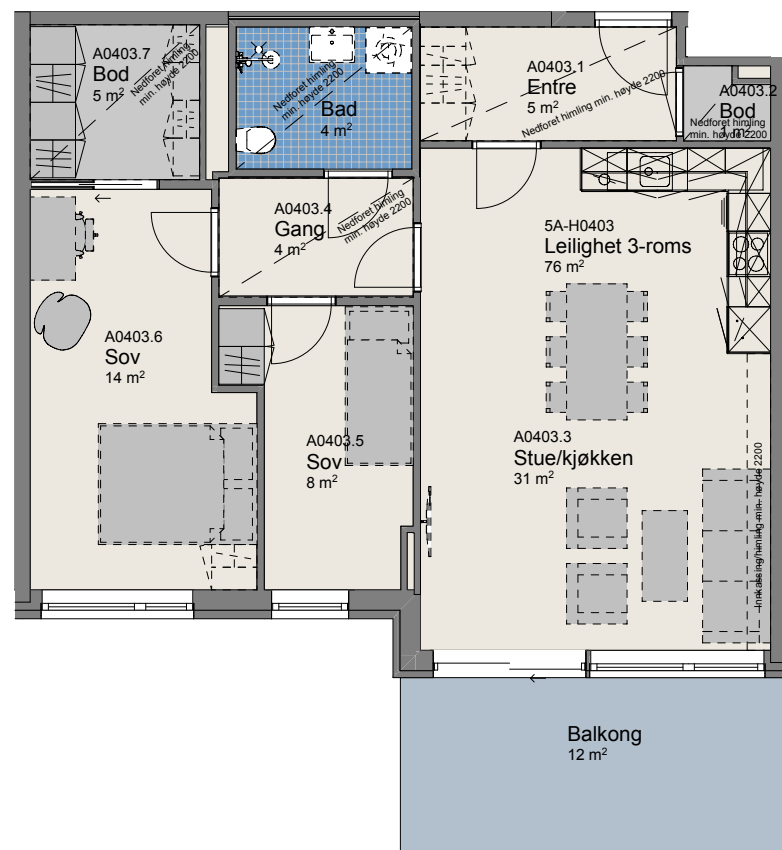 A0403.7
Bod
5 m²
Nedforet himling
min. høyde 2200
Nedforet himling
min. høyde 2200
Bad
4 m²
A0403.1
Entre
5 m²
Nedforet himling min. høyde 2200
A0403.2
Bod
1 m²
Nedforet himling
min. høyde 2200
A0403.4
Gang
4 m²
Nedforet himling
min. høyde 2200
5A-H0403
Leilighet 3-roms
76 m²
A0403.6
Sov
14 m²
A0403.5
Sov
8 m²
A0403.3
Stue/kjøkken
31 m²
Innkassing/himling min. høyde 2200
Balkong
12 m²